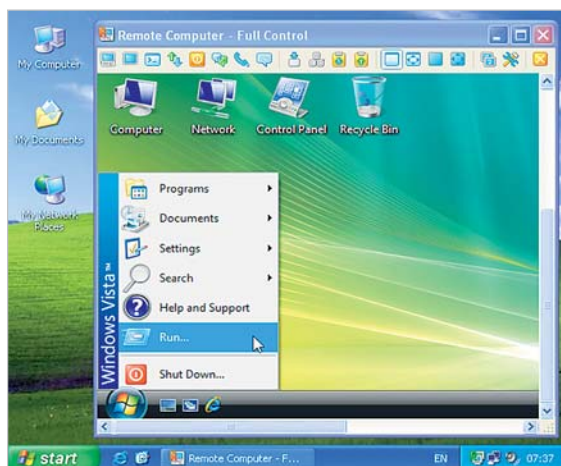 Remote Computer - Full Control
My Computer
My Documents
My Network
Places
Computer
Network
Control Panel
Recycle Bin
Programs
Documents
Settings
Search
Help and Support
Run...
Shut Down...
Windows Vista™
start
Remote Computer - F...
EN
07:37